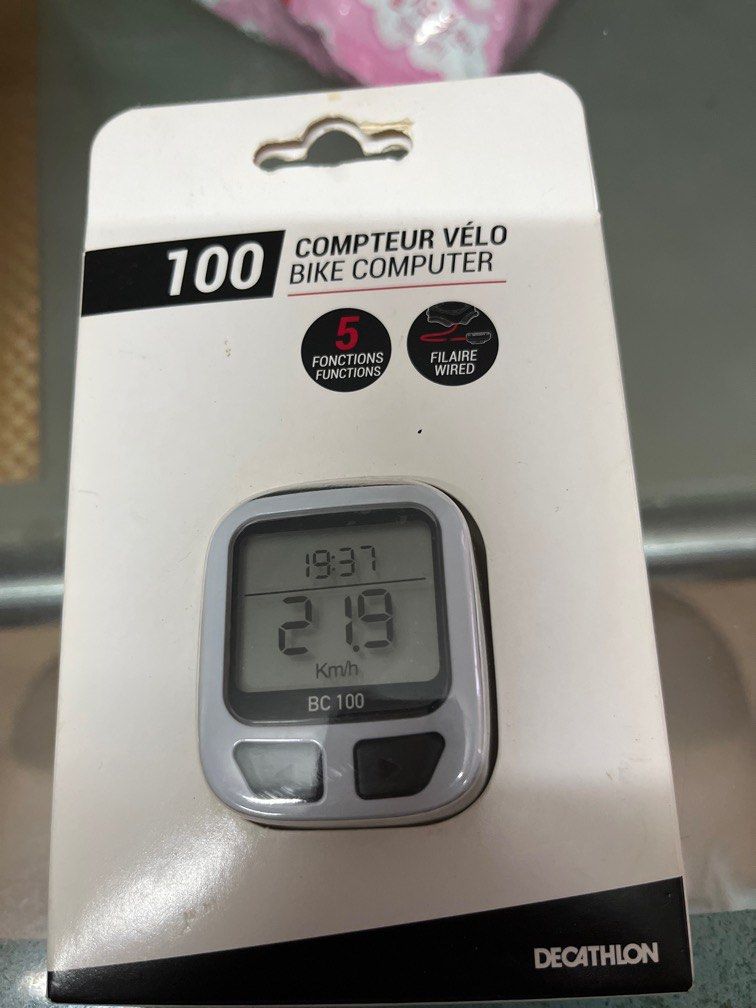 100
COMPTEUR VÉLO
BIKE COMPUTER
5
FONCTIONS
FUNCTIONS
FILAIRE
WIRED
19:37
21.9
Km/h
BC 100
DECATHLON